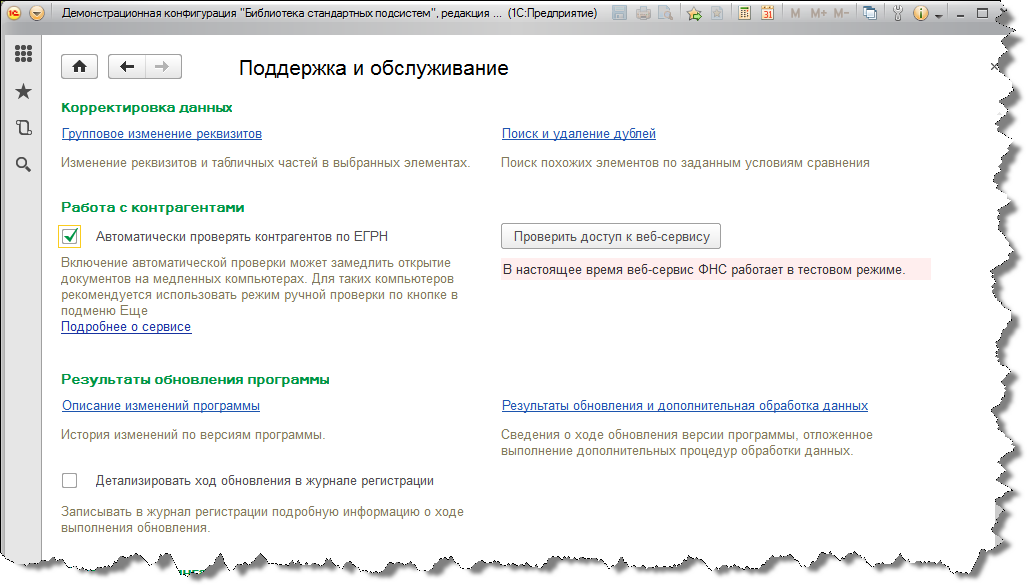 Демонстрационная конфигурация "Библиотека стандартных подсистем", редакция ... (1С:Предприятие)
31 M M+ M-
Поддержка и обслуживание
Корректировка данных
Групповое изменение реквизитов
Поиск и удаление дублей
Изменение реквизитов и табличных частей в выбранных элементах.
Поиск похожих элементов по заданным условиям сравнения
Работа с контрагентами
Автоматически проверять контрагентов по ЕГРН
Проверить доступ к веб-сервису
Включение автоматической проверки может замедлить открытие
документов на медленных компьютерах. Для таких компьютеров
рекомендуется использовать режим ручной проверки по кнопке в
подменю Еще
В настоящее время веб-сервис ФНС работает в тестовом режиме.
Подробнее о сервисе
Результаты обновления программы
Описание изменений программы
Результаты обновления и дополнительная обработка данных
История изменений по версиям программы.
Сведения о ходе обновления версии программы, отложенное
выполнение дополнительных процедур обработки данных.
Детализировать ход обновления в журнале регистрации
Записывать в журнал регистрации подробную информацию о ходе
выполнения обновления.